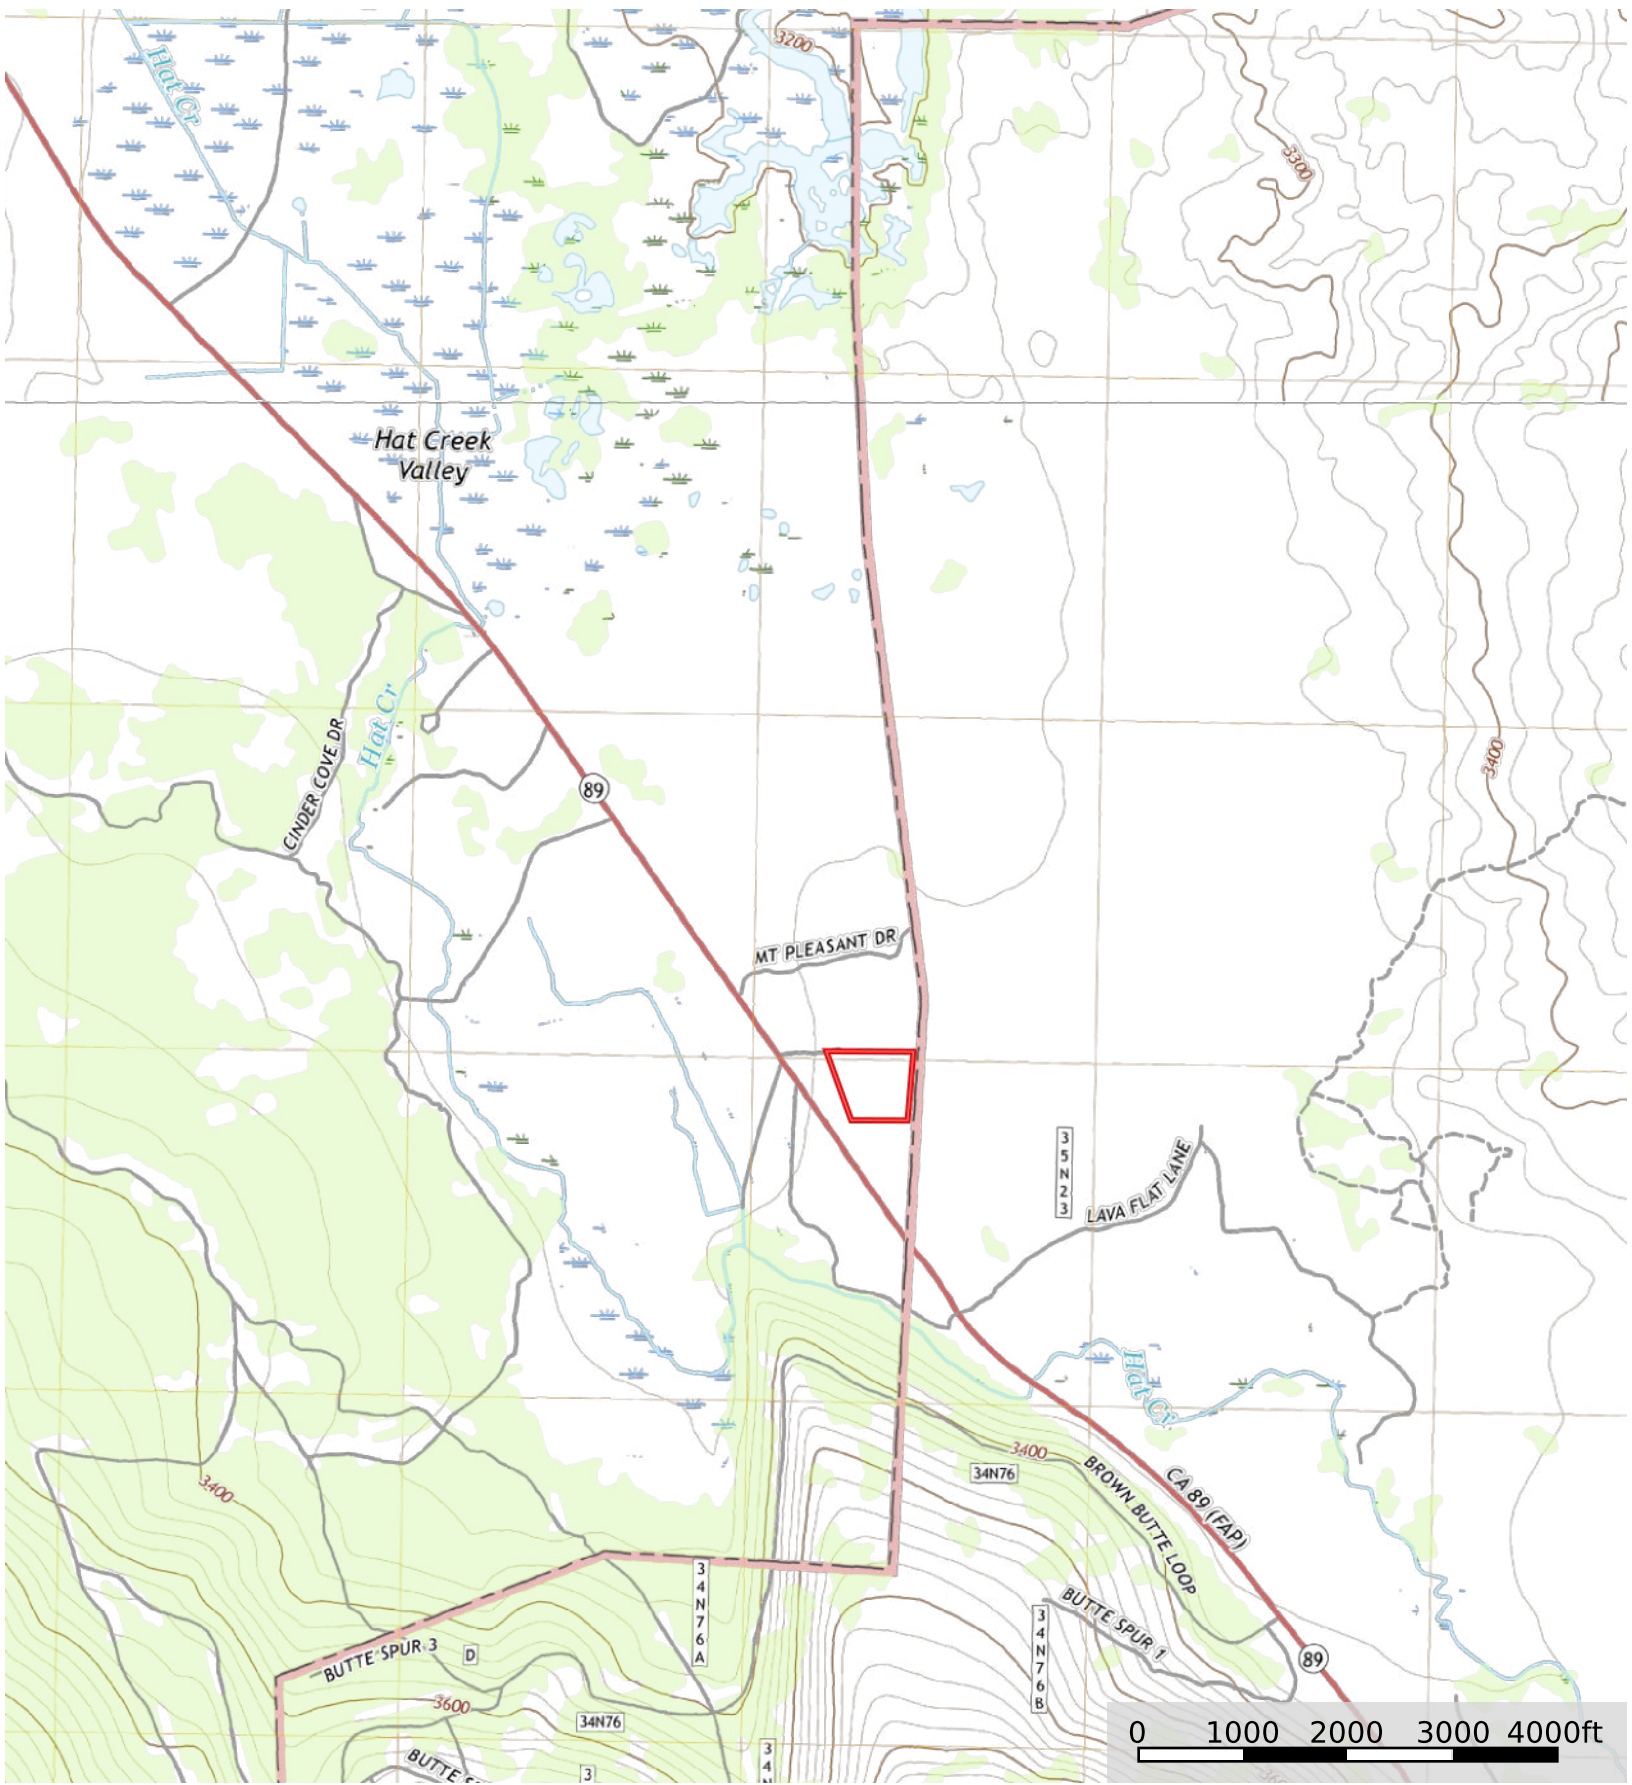 3200
Hat Cr
3300
Hat Creek
Valley
Hat Cr
CINDER COVE DR
89
3400
MT PLEASANT DR
35N23
LAVA FLAT LANE
Hat Cr
3400
34N76
3400
BROWN BUTTE LOOP
CA 89 (FAP)
34N76A
BUTTE SPUR 1
34N76B
BUTTE SPUR 3
D
89
3600
34N76
0 1000 2000 3000 4000ft
34N
BUTTE S
3